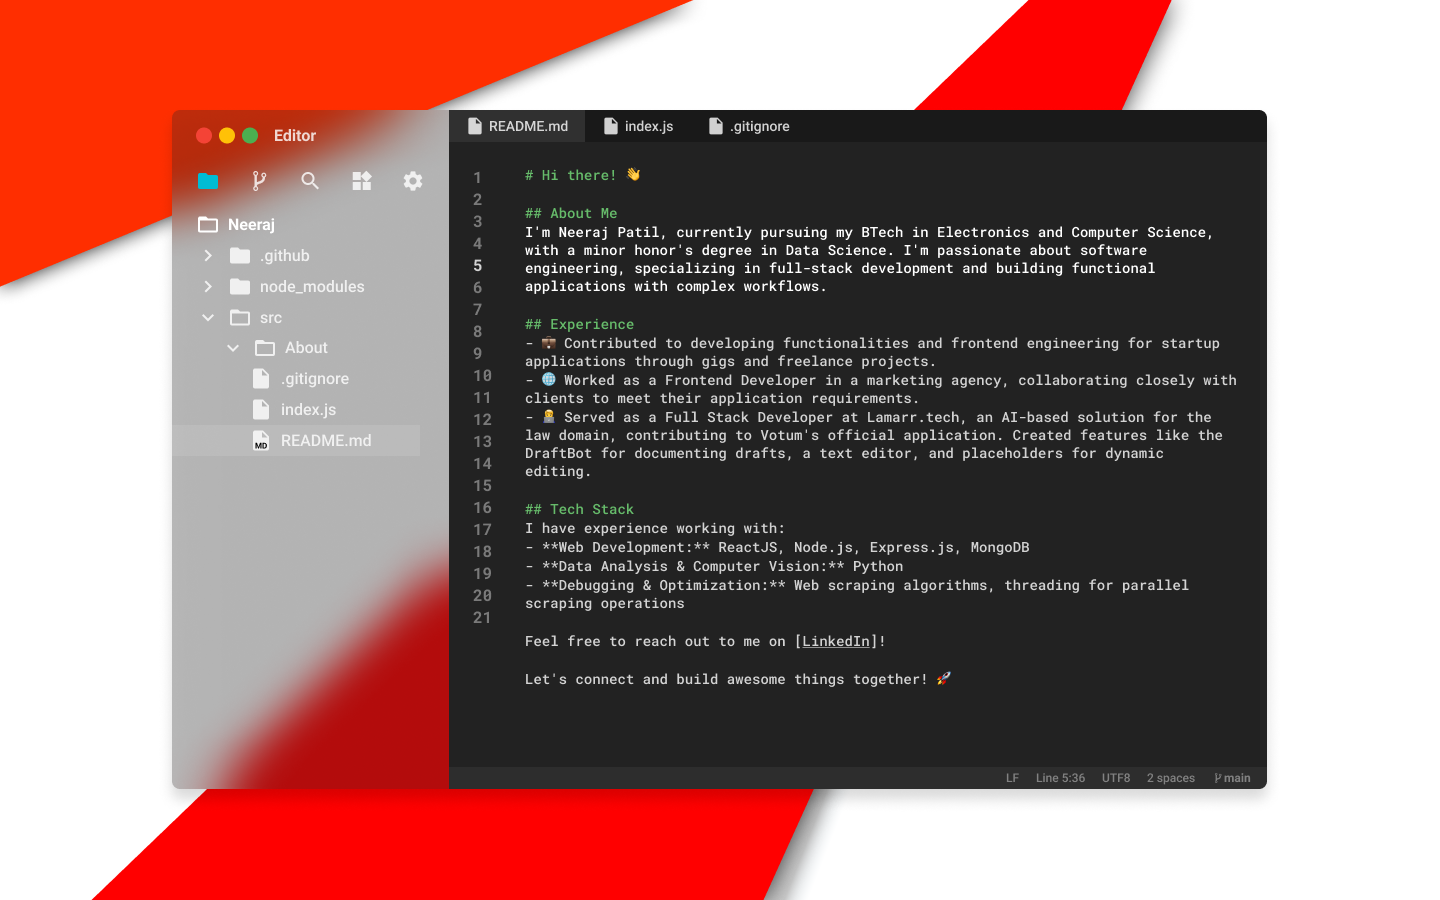 Editor
Neeraj
.github
node_modules
src
About
.gitignore
index.js
MD README.md
README.md index.js .gitignore
1
2
3
4
5
6
7
8
9
10
11
12
13
14
15
16
17
18
19
20
21
# Hi there! 👋
## About Me
I'm Neeraj Patil, currently pursuing my BTech in Electronics and Computer Science,
with a minor honor's degree in Data Science. I'm passionate about software
engineering, specializing in full-stack development and building functional
applications with complex workflows.
## Experience
- 💼 Contributed to developing functionalities and frontend engineering for startup
applications through gigs and freelance projects.
- 🌐 Worked as a Frontend Developer in a marketing agency, collaborating closely with
clients to meet their application requirements.
- 👨‍💻 Served as a Full Stack Developer at Lamarr.tech, an AI-based solution for the
law domain, contributing to Votum's official application. Created features like the
DraftBot for documenting drafts, a text editor, and placeholders for dynamic
editing.
## Tech Stack
I have experience working with:
- **Web Development:** ReactJS, Node.js, Express.js, MongoDB
- **Data Analysis & Computer Vision:** Python
- **Debugging & Optimization:** Web scraping algorithms, threading for parallel
scraping operations
Feel free to reach out to me on [LinkedIn]!
Let's connect and build awesome things together! 🚀
LF Line 5:36 UTF8 2 spaces main